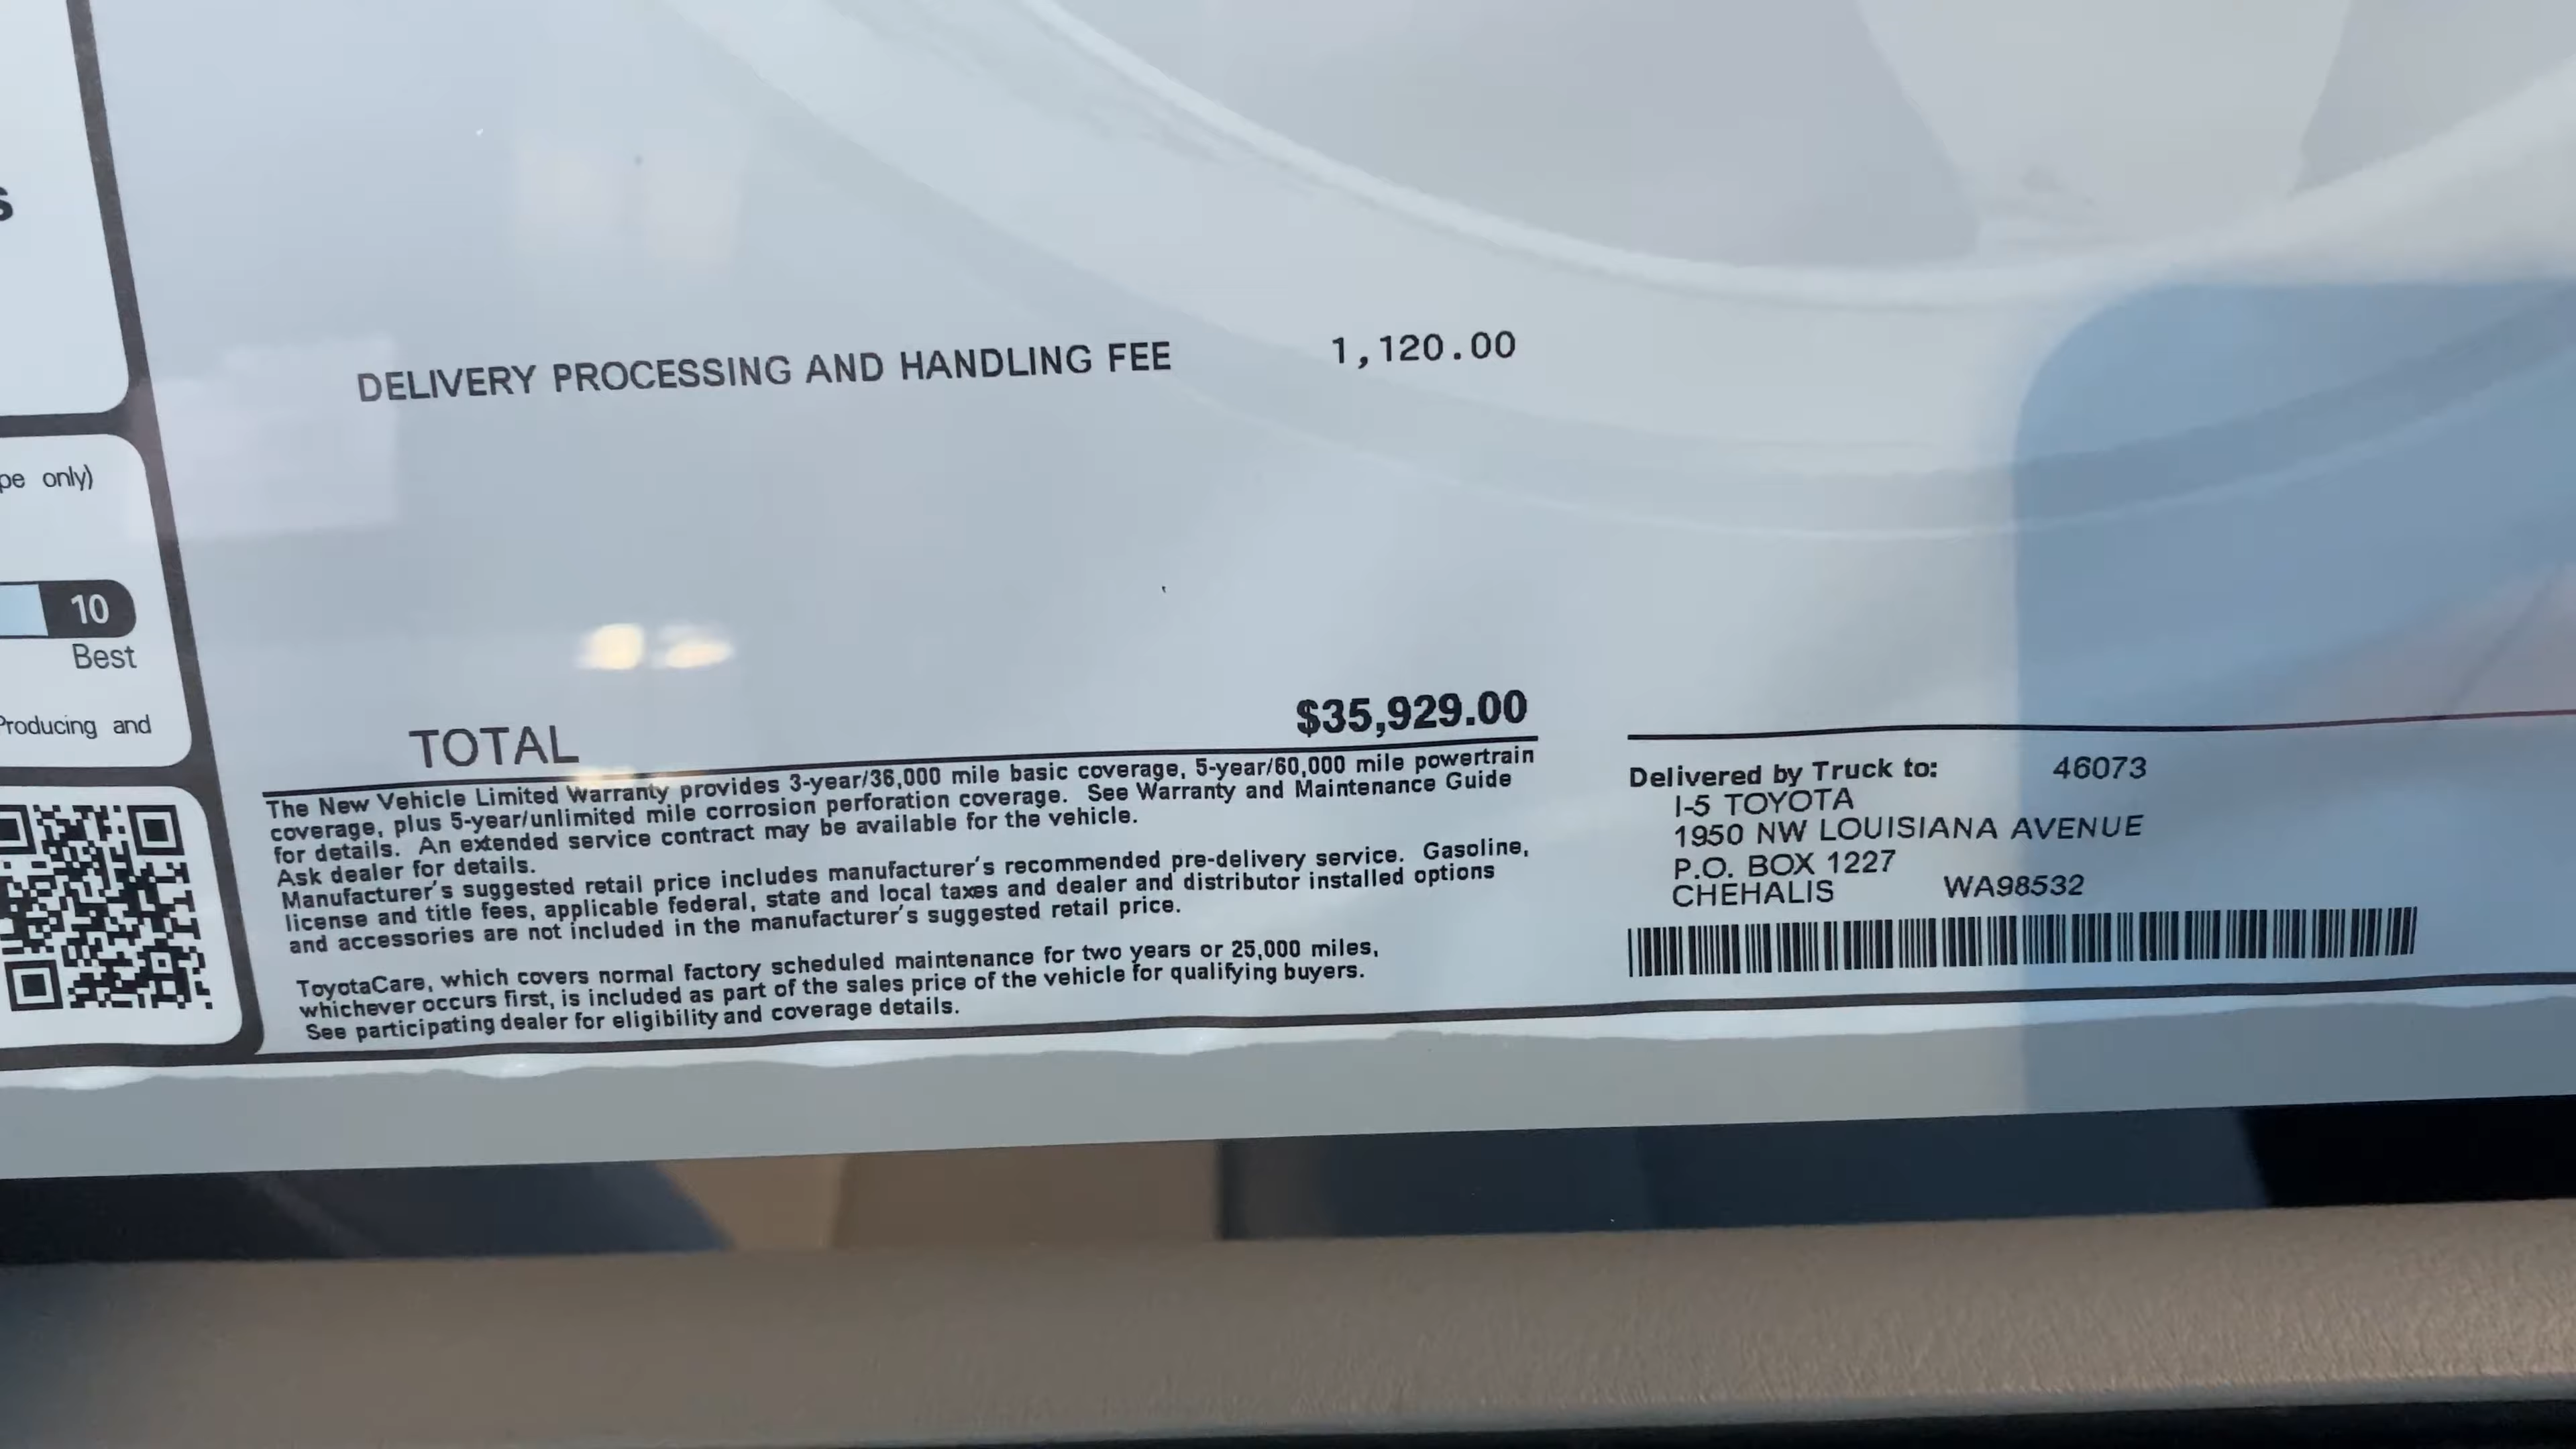 s
pe only)
10
Best
Producing and
DELIVERY PROCESSING AND HANDLING FEE 1,120.00
TOTAL $35,929.00
The New Vehicle Limited Warranty provides 3-year/36,000 mile basic coverage, 5-year/60,000 mile powertrain
coverage, plus 5-year/unlimited mile corrosion perforation coverage. See Warranty and Maintenance Guide
for details. An extended service contract may be available for the vehicle.
Ask dealer for details.
Manufacturer's suggested retail price includes manufacturer's recommended pre-delivery service. Gasoline,
license and title fees, applicable federal, state and local taxes and dealer and distributor installed options
and accessories are not included in the manufacturer's suggested retail price.
ToyotaCare, which covers normal factory scheduled maintenance for two years or 25,000 miles,
whichever occurs first, is included as part of the sales price of the vehicle for qualifying buyers.
See participating dealer for eligibility and coverage details.
Delivered by Truck to: 46073
I-5 TOYOTA
1950 NW LOUISIANA AVENUE
P.O. BOX 1227
CHEHALIS WA98532